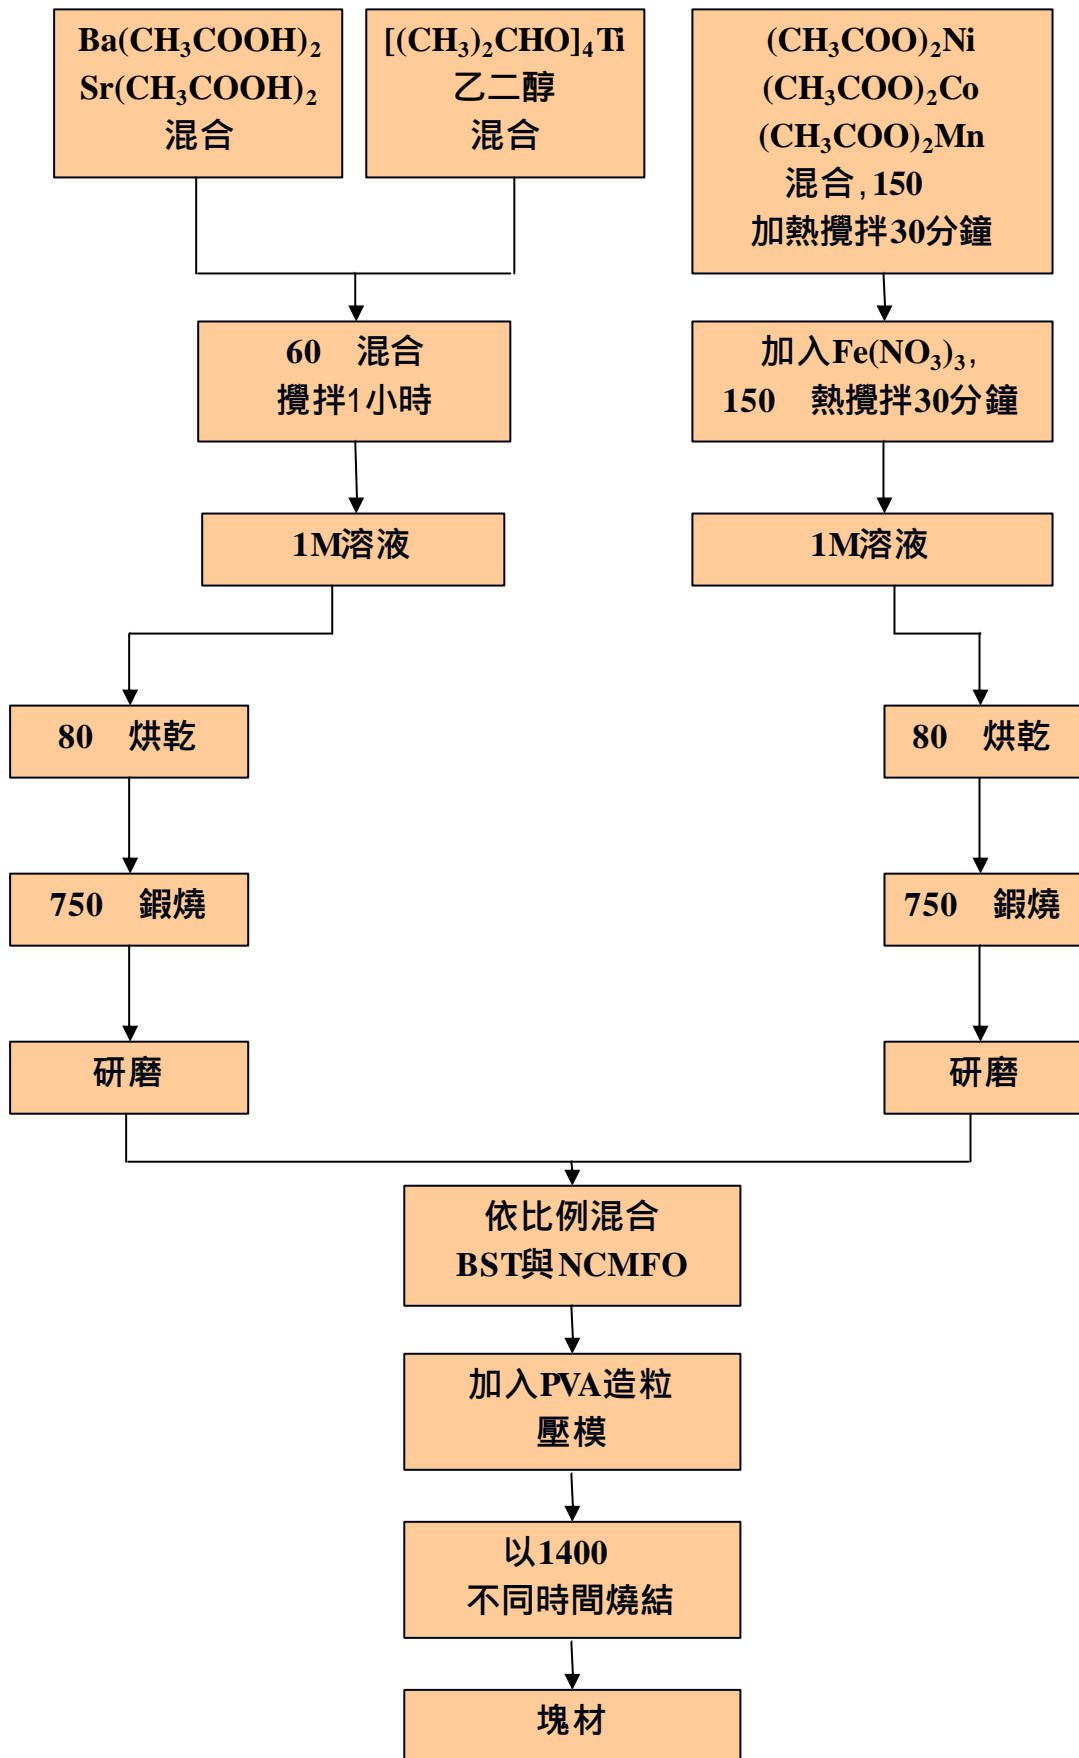 Ba(CH₃COOH)₂
Sr(CH₃COOH)₂
混合
[(CH₃)₂CHO]₄Ti
乙二醇
混合
(CH₃COO)₂Ni
(CH₃COO)₂Co
(CH₃COO)₂Mn
混合,150
加熱攪拌30分鐘
60 混合
攪拌1小時
加入Fe(NO₃)₃,
150 熱攪拌30分鐘
1M溶液
1M溶液
80 烘乾
80 烘乾
750 鍛燒
750 鍛燒
研磨
研磨
依比例混合
BST與NCMFO
加入PVA造粒
壓模
以1400
不同時間燒結
塊材